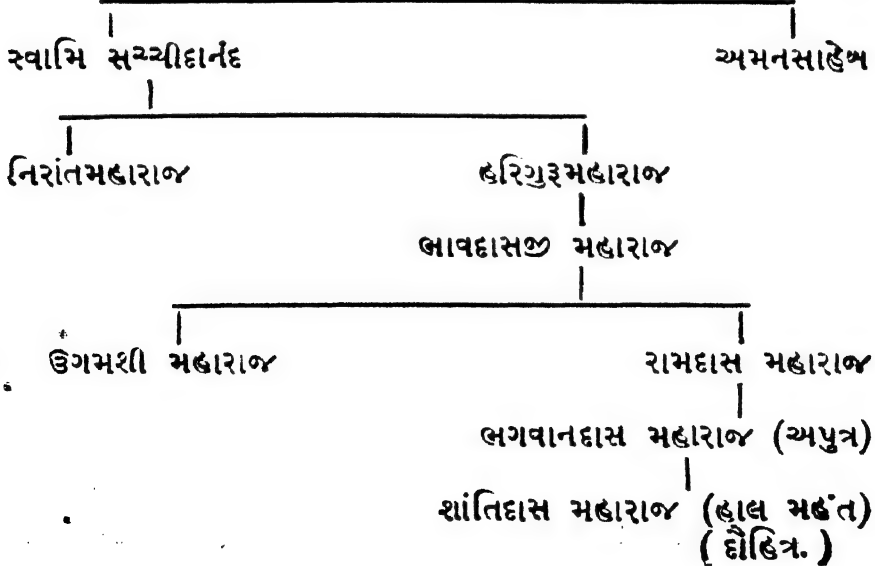 સ્વામિ સચ્ચીદાનંદ અમનસાહેબ
નિરાંતમહારાજ હરિગુરૂમહારાજ
ભાવદાસજી મહારાજ
ઉગમશી મહારાજ રામદાસ મહારાજ
ભગવાનદાસ મહારાજ (અપુત્ર)
શાંતિદાસ મહારાજ (હાલ મહંત)
( દૌહિત્ર. )